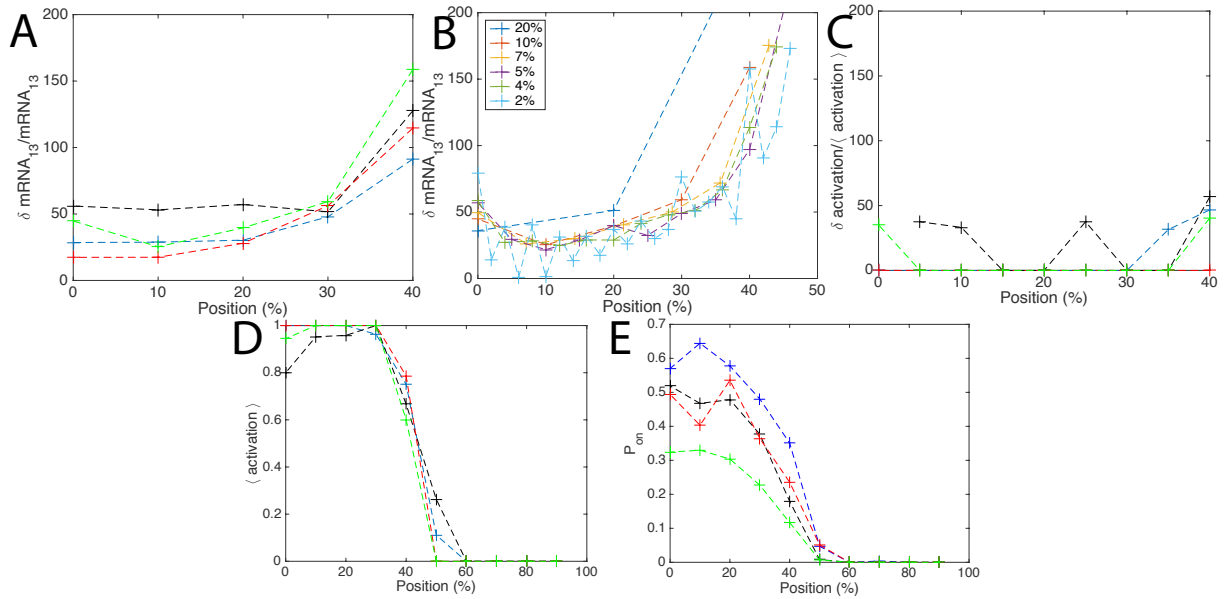 A
δ mRNA13/mRNA13
200
150
100
50
0
0 10 20 30 40
Position (%)
B
δ mRNA13/mRNA13
200
150
100
50
0
20%
10%
7%
5%
4%
2%
0 10 20 30 40 50
Position (%)
C
δ activation/⟨ activation ⟩
200
150
100
50
0
0 10 20 30 40
Position (%)
D
⟨ activation ⟩
1
0.8
0.6
0.4
0.2
0
0 20 40 60 80 100
Position (%)
E
Pon
0.7
0.6
0.5
0.4
0.3
0.2
0.1
0
0 20 40 60 80 100
Position (%)